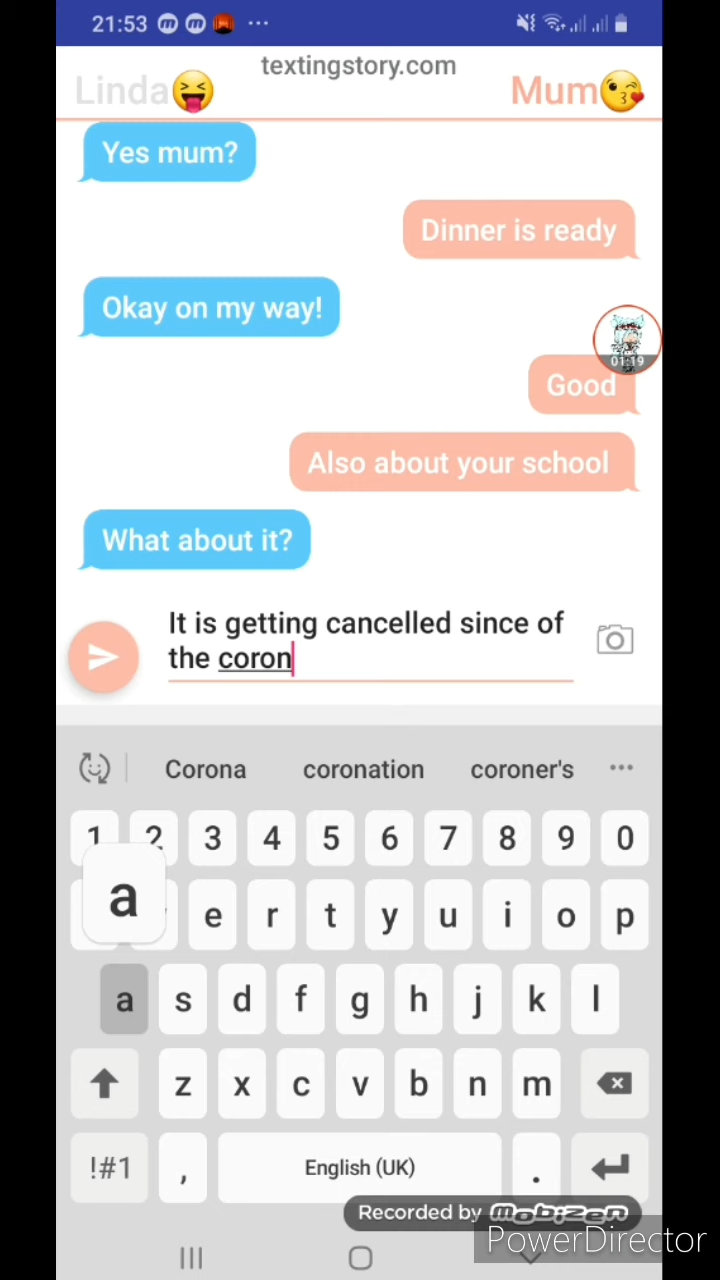 21:53
textingstory.com
Linda😝 Mum😘
Yes mum?
Dinner is ready
Okay on my way!
01:19
Good
Also about your school
What about it?
It is getting cancelled since of
the coron
Corona coronation coroner's
1 2 3 4 5 6 7 8 9 0
a
e r t y u i o p
a s d f g h j k l
z x c v b n m
!#1 , English (UK) .
Recorded by mobizen
PowerDirector